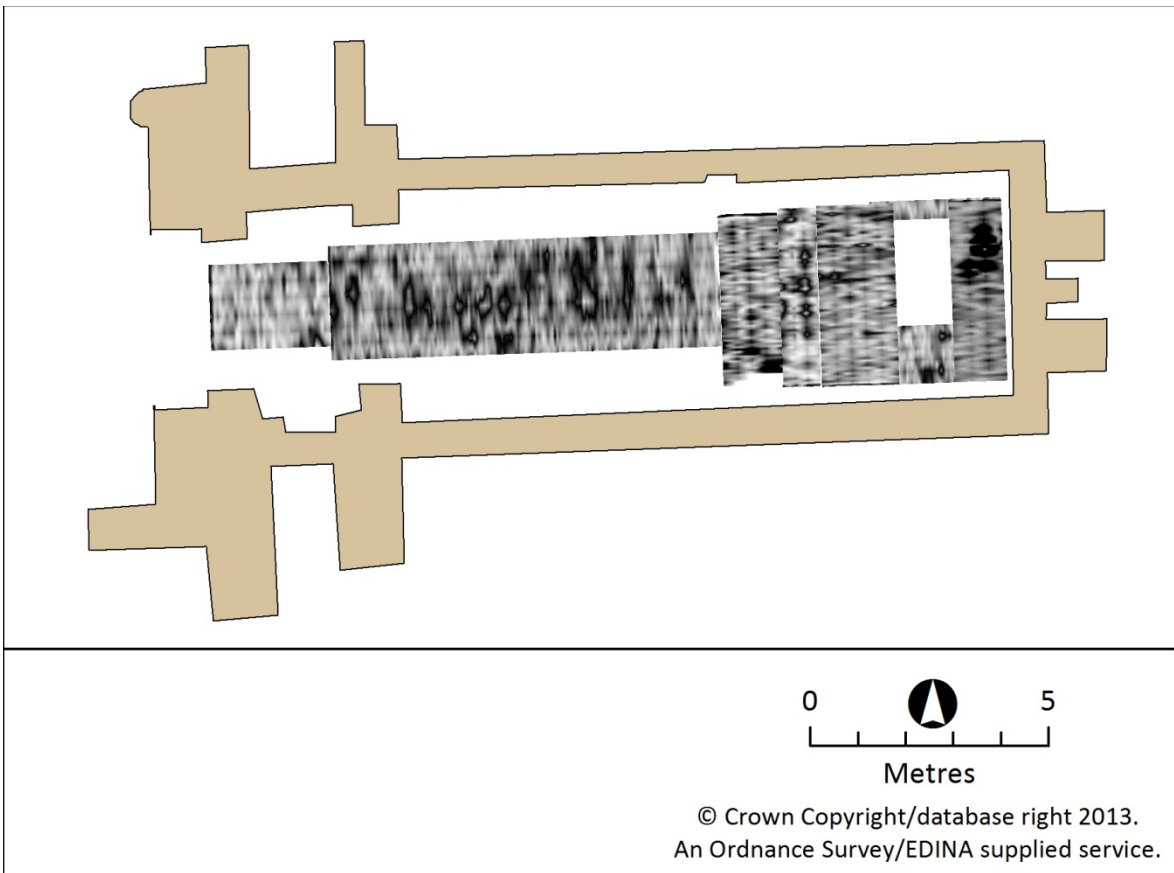 0 5
Metres
© Crown Copyright/database right 2013.
An Ordnance Survey/EDINA supplied service.